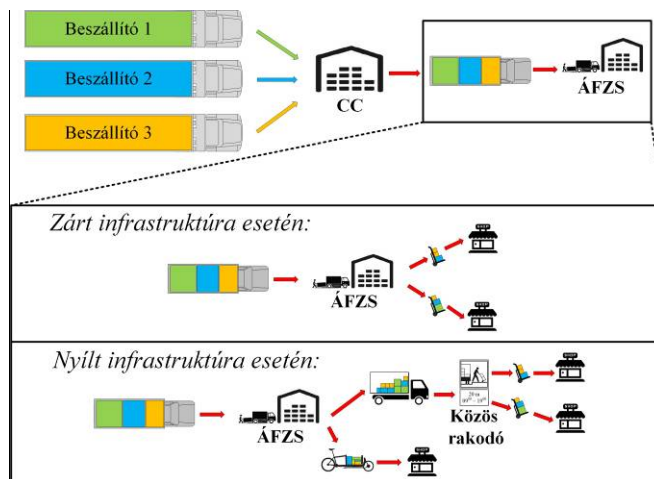 Beszállító 1
Beszállító 2
Beszállító 3
CC
ÁFZS
Zárt infrastruktúra esetén:
ÁFZS
Nyílt infrastruktúra esetén:
ÁFZS
Közös
rakodó